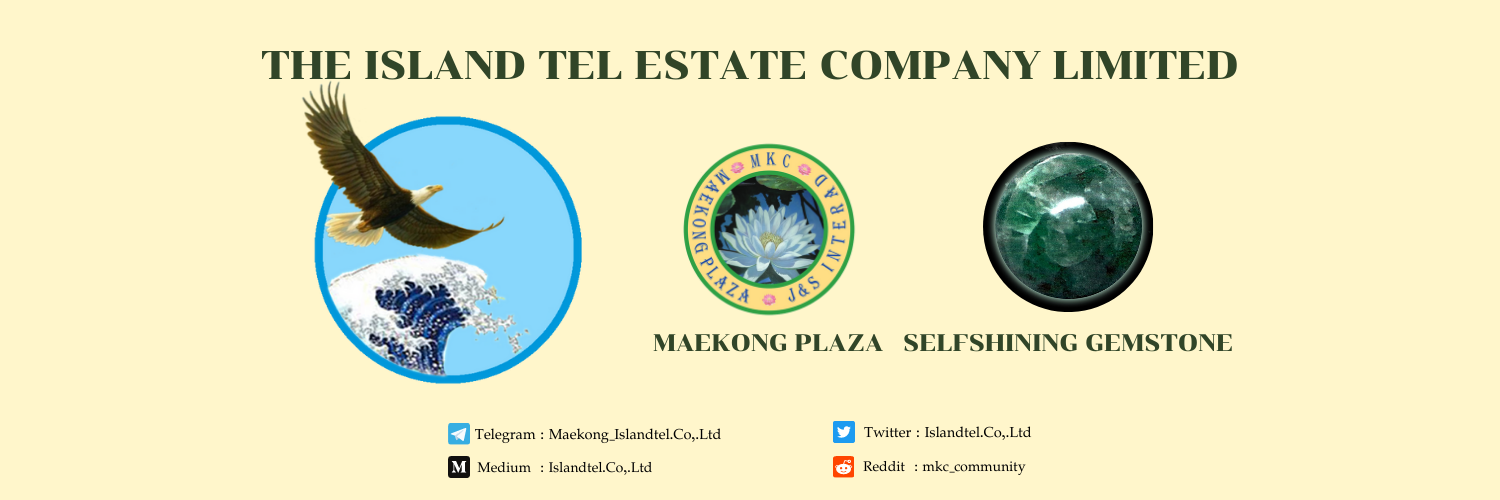 THE ISLAND TEL ESTATE COMPANY LIMITED
MKC
MAEKONG PLAZA
J&S INTERRAD
MAEKONG PLAZA SELFSHINING GEMSTONE
Telegram : Maekong_Islandtel.Co,.Ltd
Twitter : Islandtel.Co,.Ltd
M Medium : Islandtel.Co,.Ltd
Reddit : mkc_community